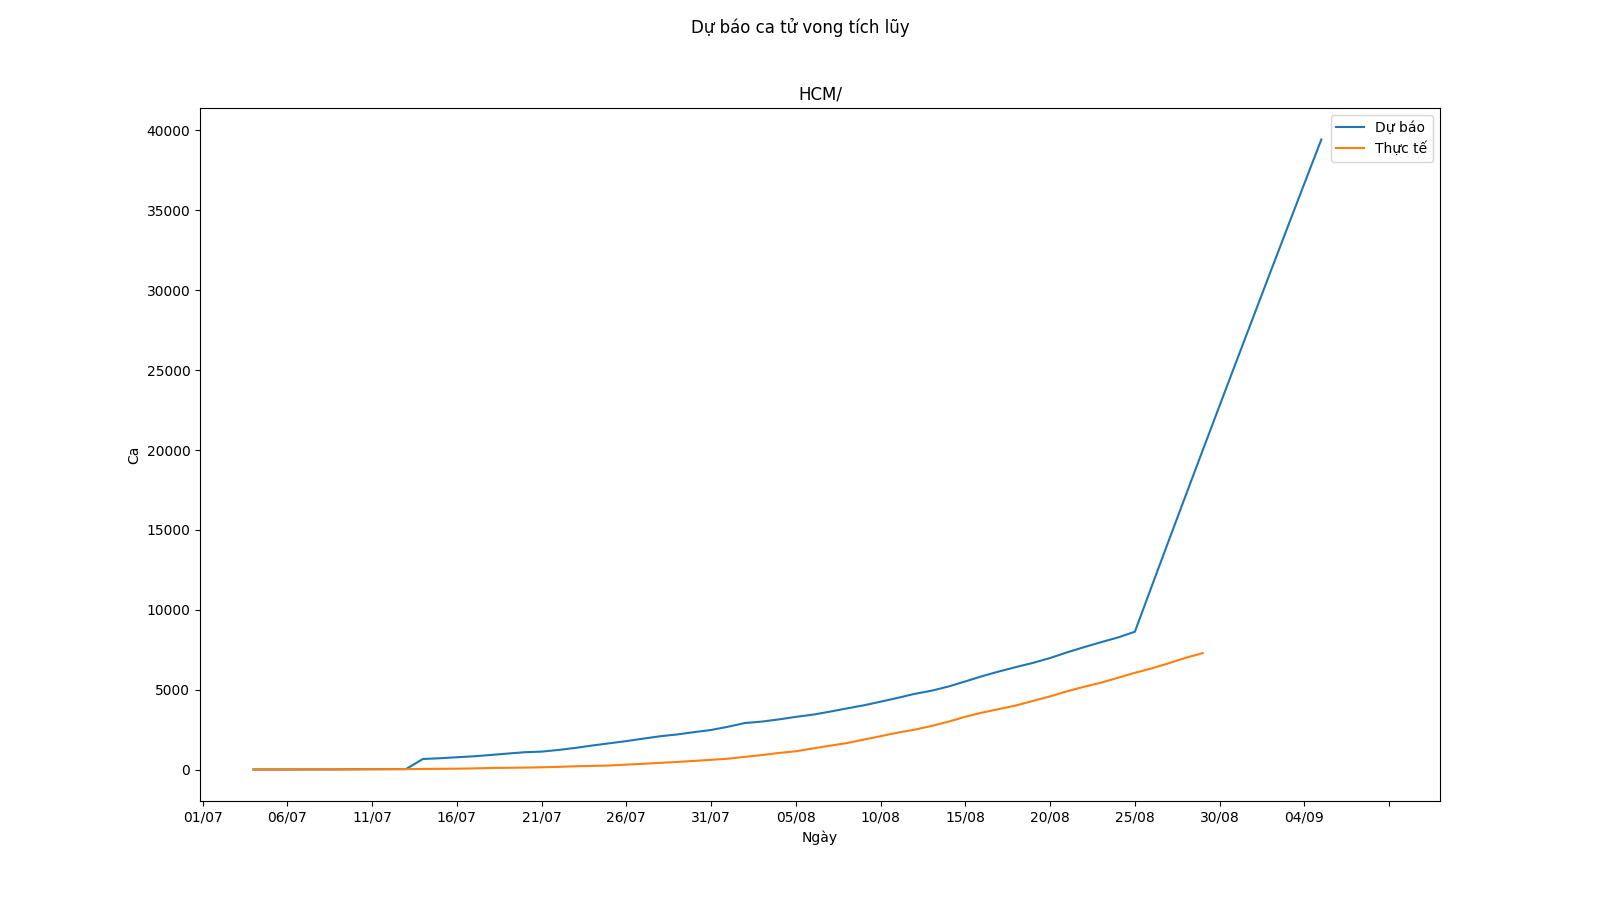 Dự báo ca tử vong tích lũy
HCM/
Dự báo
Thực tế
40000
35000
30000
25000
20000
15000
10000
5000
0
Ca
01/07 06/07 11/07 16/07 21/07 26/07 31/07 05/08 10/08 15/08 20/08 25/08 30/08 04/09
Ngày